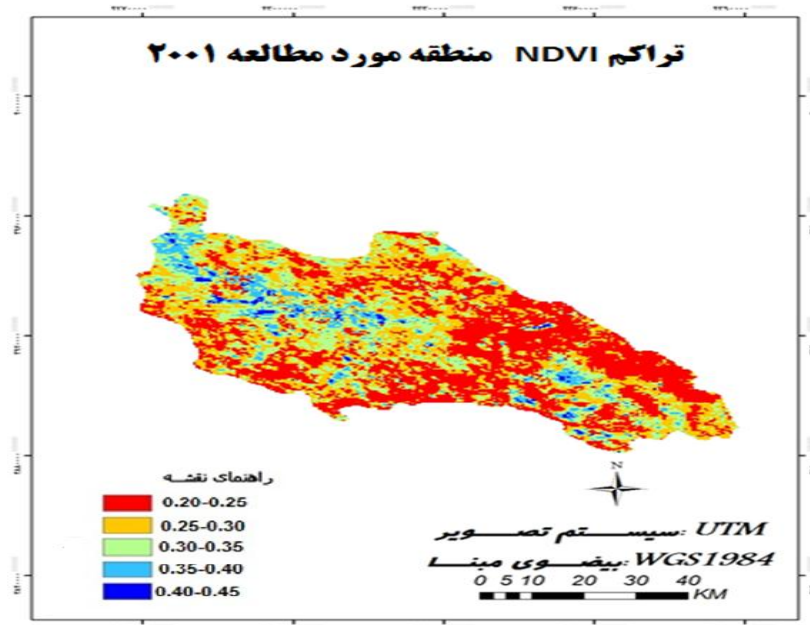 تراکم NDVI منطقه مورد مطالعه ۲۰۰۱
N
راهنمای نقشه
0.20-0.25
0.25-0.30
0.30-0.35
0.35-0.40
0.40-0.45
سیستم تصویر: UTM
بیضوی مبنا: WGS1984
0 5 10 20 30 40
KM